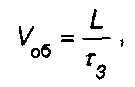 V_об = L / τ_з ,